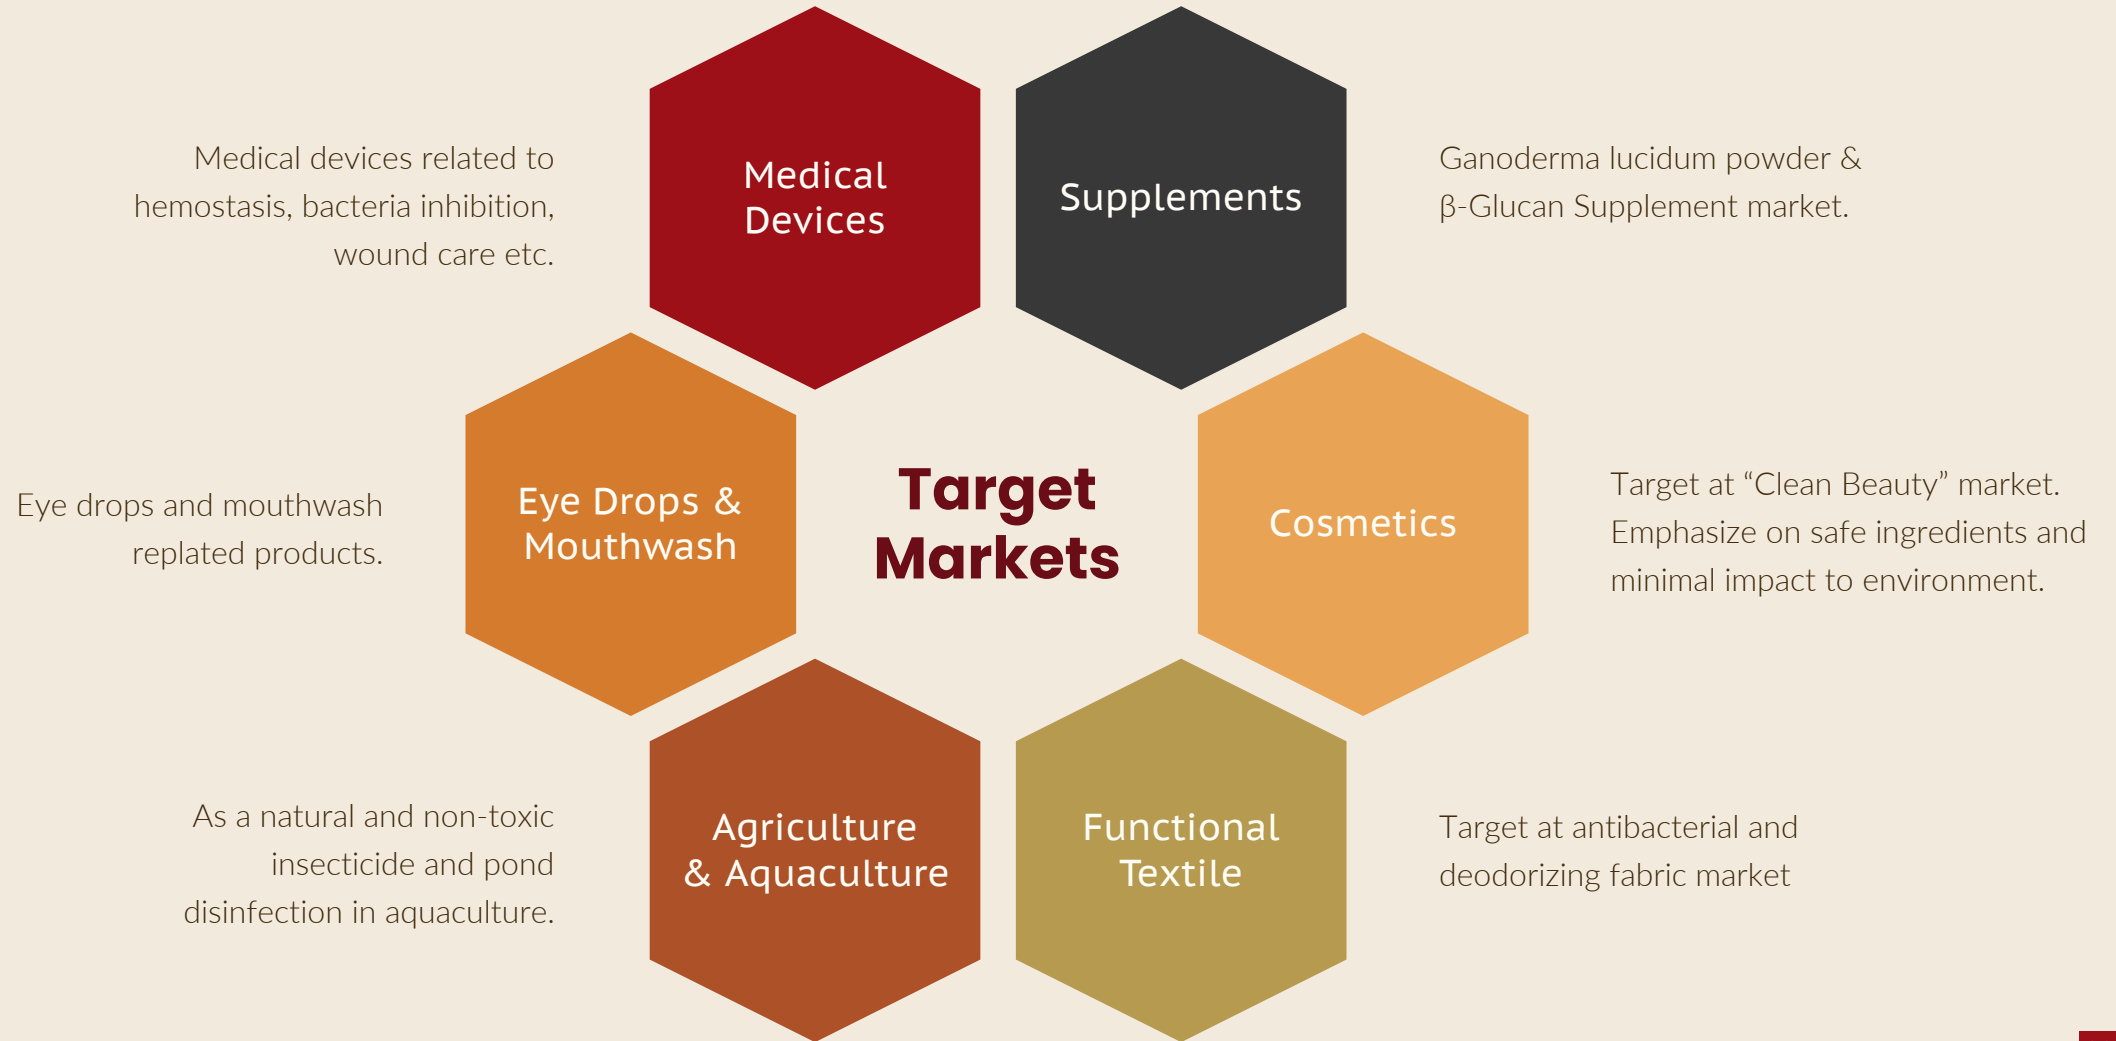 Medical devices related to
hemostasis, bacteria inhibition,
wound care etc.
Medical
Devices
Supplements
Ganoderma lucidum powder &
β-Glucan Supplement market.
Eye drops and mouthwash
replated products.
Eye Drops &
Mouthwash
Target
Markets
Cosmetics
Target at “Clean Beauty” market.
Emphasize on safe ingredients and
minimal impact to environment.
As a natural and non-toxic
insecticide and pond
disinfection in aquaculture.
Agriculture
& Aquaculture
Functional
Textile
Target at antibacterial and
deodorizing fabric market